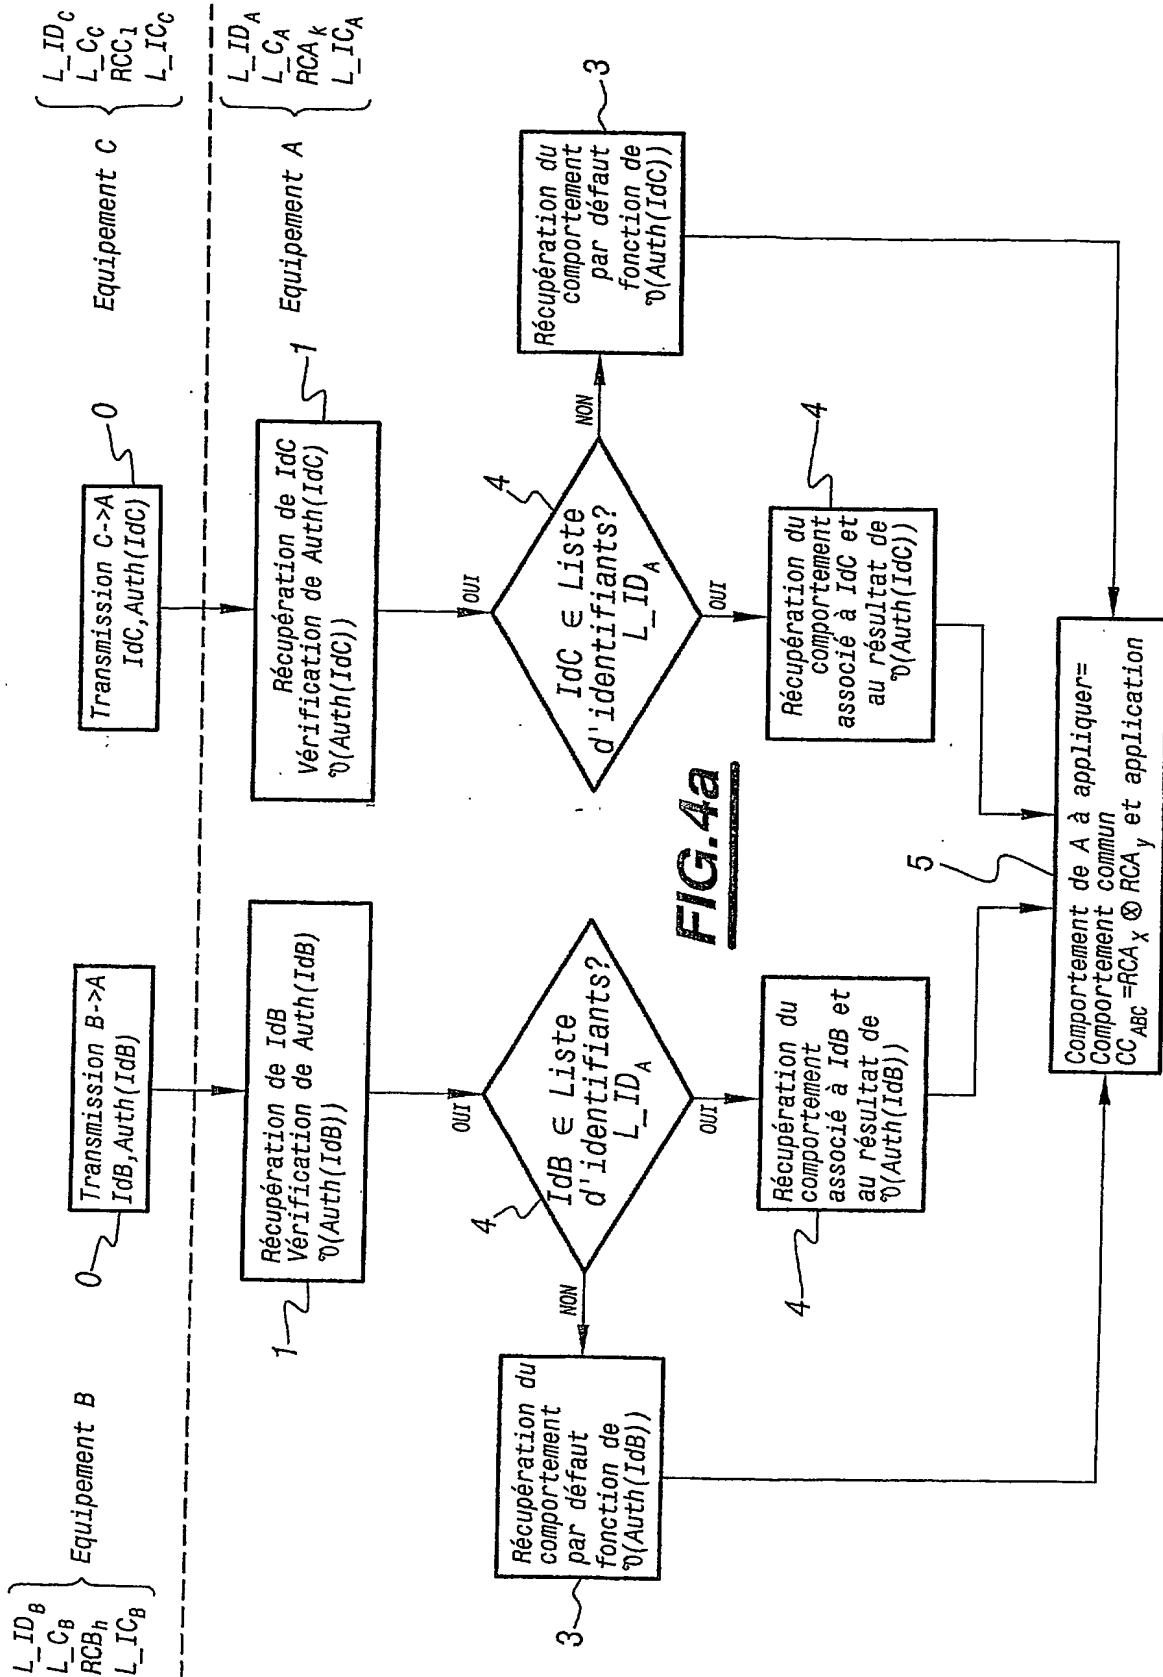 L_ID_B
L_C_B
RCB_h
L_IC_B
Equipement B
Equipement C
L_ID_C
L_C_C
RCC_l
L_IC_C
Equipement A
L_ID_A
L_C_A
RCA_k
L_IC_A
0
Transmission B->A
IdB,Auth(IdB)
Transmission C->A
IdC,Auth(IdC)
0
1
Récupération de IdB
Vérification de Auth(IdB)
V(Auth(IdB))
Récupération de IdC
Vérification de Auth(IdC)
V(Auth(IdC))
1
OUI
OUI
4
IdB ∈ Liste
d'identifiants?
L_ID_A
4
IdC ∈ Liste
d'identifiants?
L_ID_A
NON
OUI
OUI
NON
3
Récupération du
comportement
par défaut
fonction de
V(Auth(IdB))
4
Récupération du
comportement
associé à IdB et
au résultat de
V(Auth(IdB))
4
Récupération du
comportement
associé à IdC et
au résultat de
V(Auth(IdC))
3
Récupération du
comportement
par défaut
fonction de
V(Auth(IdC))
FIG.4a
5
Comportement de A à appliquer=
Comportement commun
CC_ABC =RCA_x ⊗ RCA_y et application